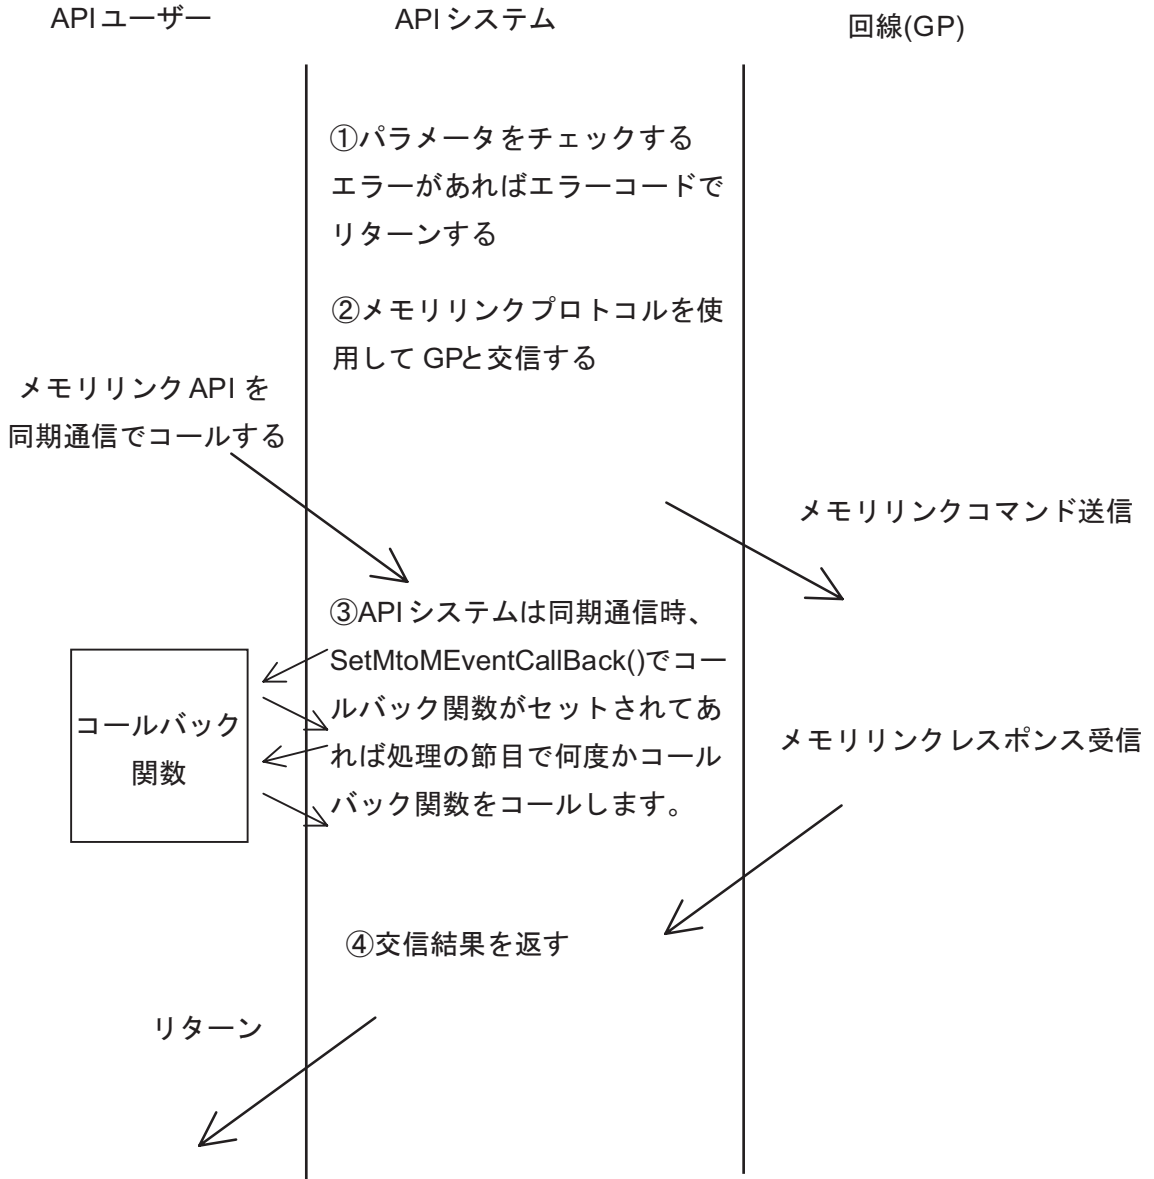 APIユーザー
APIシステム
回線(GP)
①パラメータをチェックする
エラーがあればエラーコードで
リターンする
②メモリリンクプロトコルを使
用して GPと交信する
メモリリンク API を
同期通信でコールする
メモリリンクコマンド送信
③APIシステムは同期通信時、
SetMtoMEventCallBack()でコー
ルバック関数がセットされてあ
れば処理の節目で何度かコール
バック関数をコールします。
コールバック
関数
メモリリンクレスポンス受信
④交信結果を返す
リターン